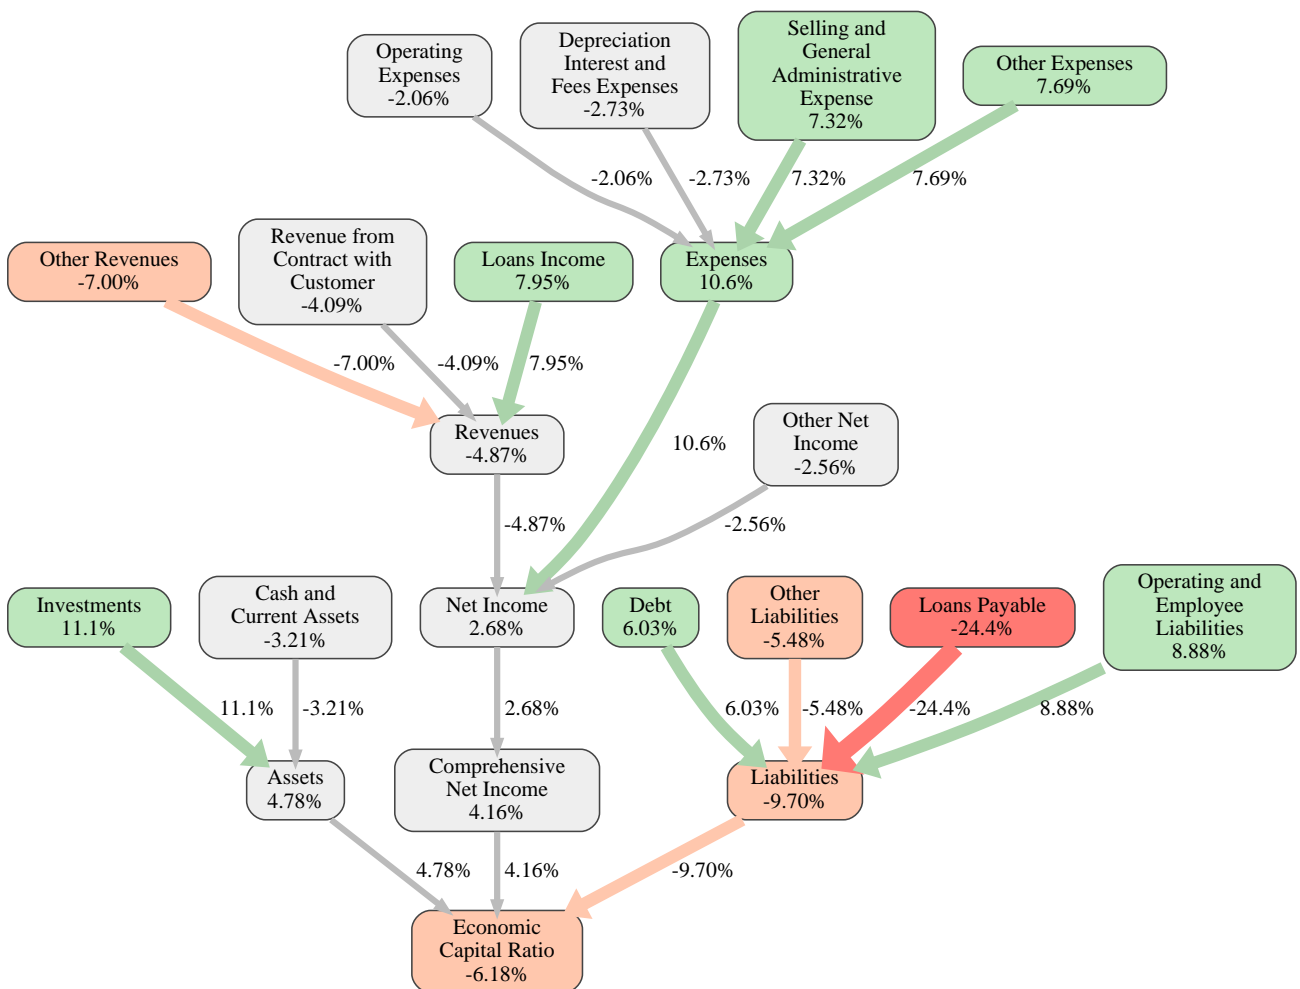 Operating
Expenses
-2.06%
Depreciation
Interest and
Fees Expenses
-2.73%
Selling and
General
Administrative
Expense
7.32%
Other Expenses
7.69%
-2.06%
-2.73%
7.32%
7.69%
Other Revenues
-7.00%
Revenue from
Contract with
Customer
-4.09%
Loans Income
7.95%
Expenses
10.6%
-7.00%
-4.09%
7.95%
Revenues
-4.87%
10.6%
Other Net
Income
-2.56%
-4.87%
-2.56%
Investments
11.1%
Cash and
Current Assets
-3.21%
Net Income
2.68%
Debt
6.03%
Other
Liabilities
-5.48%
Loans Payable
-24.4%
Operating and
Employee
Liabilities
8.88%
11.1%
-3.21%
2.68%
6.03%
-5.48%
-24.4%
8.88%
Assets
4.78%
Comprehensive
Net Income
4.16%
Liabilities
-9.70%
4.78%
4.16%
-9.70%
Economic
Capital Ratio
-6.18%